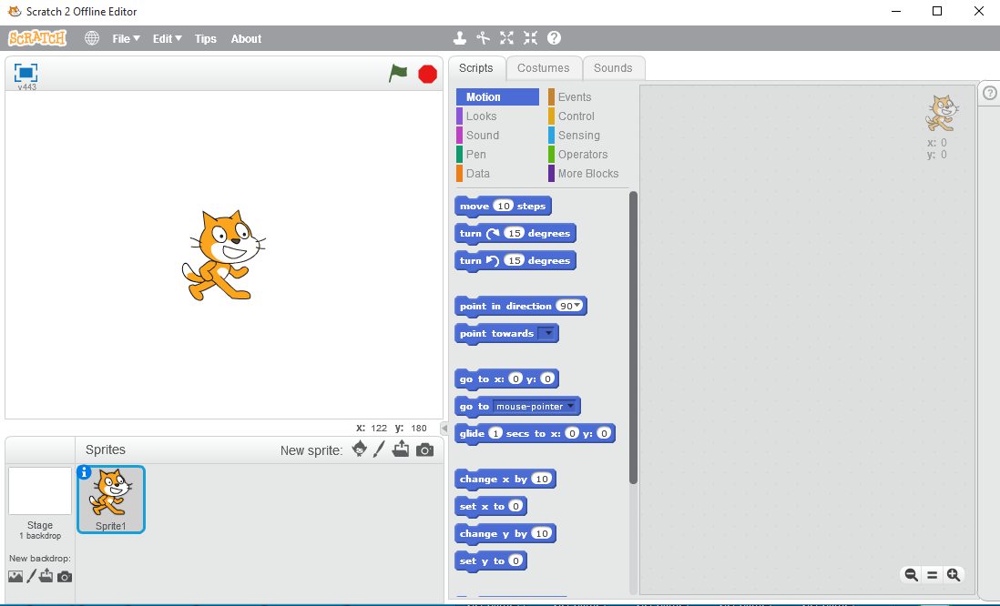 Scratch 2 Offline Editor
SCRATCH File Edit Tips About
v443
Scripts Costumes Sounds
Motion Events
Looks Control
Sound Sensing
Pen Operators
Data More Blocks
x: 0
y: 0
move 10 steps
turn 15 degrees
turn 15 degrees
point in direction 90
point towards
go to x: 0 y: 0
go to mouse-pointer
glide 1 secs to x: 0 y: 0
change x by 10
set x to 0
change y by 10
set y to 0
x: 122 y: 180
Sprites New sprite:
Stage
1 backdrop
New backdrop:
Sprite1